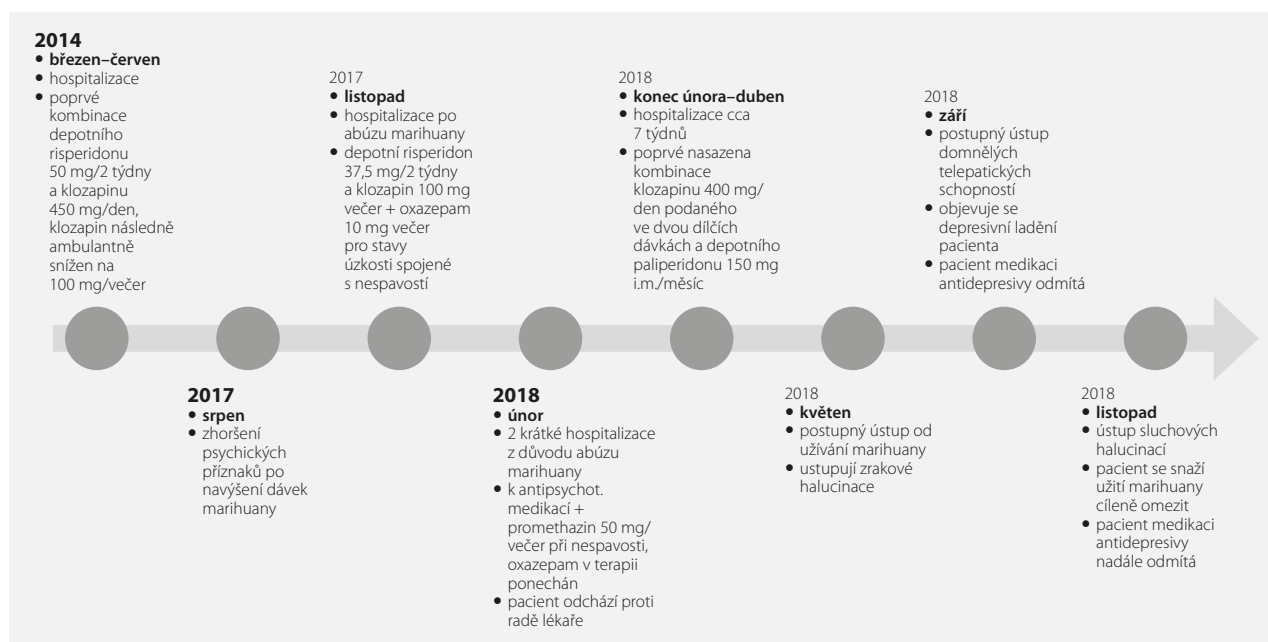 2014
• březen–červen
• hospitalizace
• poprvé
kombinace
depotního
risperidonu
50 mg/2 týdny
a klozapinu
450 mg/den,
klozapin následně
ambulantně
snížen na
100 mg/večer
2017
• srpen
• zhoršení
psychických
příznaků po
navýšení dávek
marihuany
2017
• listopad
• hospitalizace po
abúzu marihuany
• depotní risperidon
37,5 mg/2 týdny
a klozapin 100 mg
večer + oxazepam
10 mg večer
pro stavy
úzkosti spojené
s nespavostí
2018
• únor
• 2 krátké hospitalizace
z důvodu abúzu
marihuany
• k antipsychot.
medikací +
promethazin 50 mg/
večer při nespavosti,
oxazepam v terapii
ponechán
• pacient odchází proti
radě lékaře
2018
• konec února–duben
• hospitalizace cca
7 týdnů
• poprvé nasazena
kombinace
klozapinu 400 mg/
den podaného
ve dvou dílčích
dávkách a depotního
paliperidonu 150 mg
i.m./měsíc
2018
• květen
• postupný ústup od
užívání marihuany
• ustupují zrakové
halucinace
2018
• září
• postupný ústup
domnělých
telepatických
schopností
• objevuje se
depresivní ladění
pacienta
• pacient medikaci
antidepresivy odmítá
2018
• listopad
• ústup sluchových
halucinací
• pacient se snaží
užití marihuany
cíleně omezit
• pacient medikaci
antidepresivy
nadále odmítá